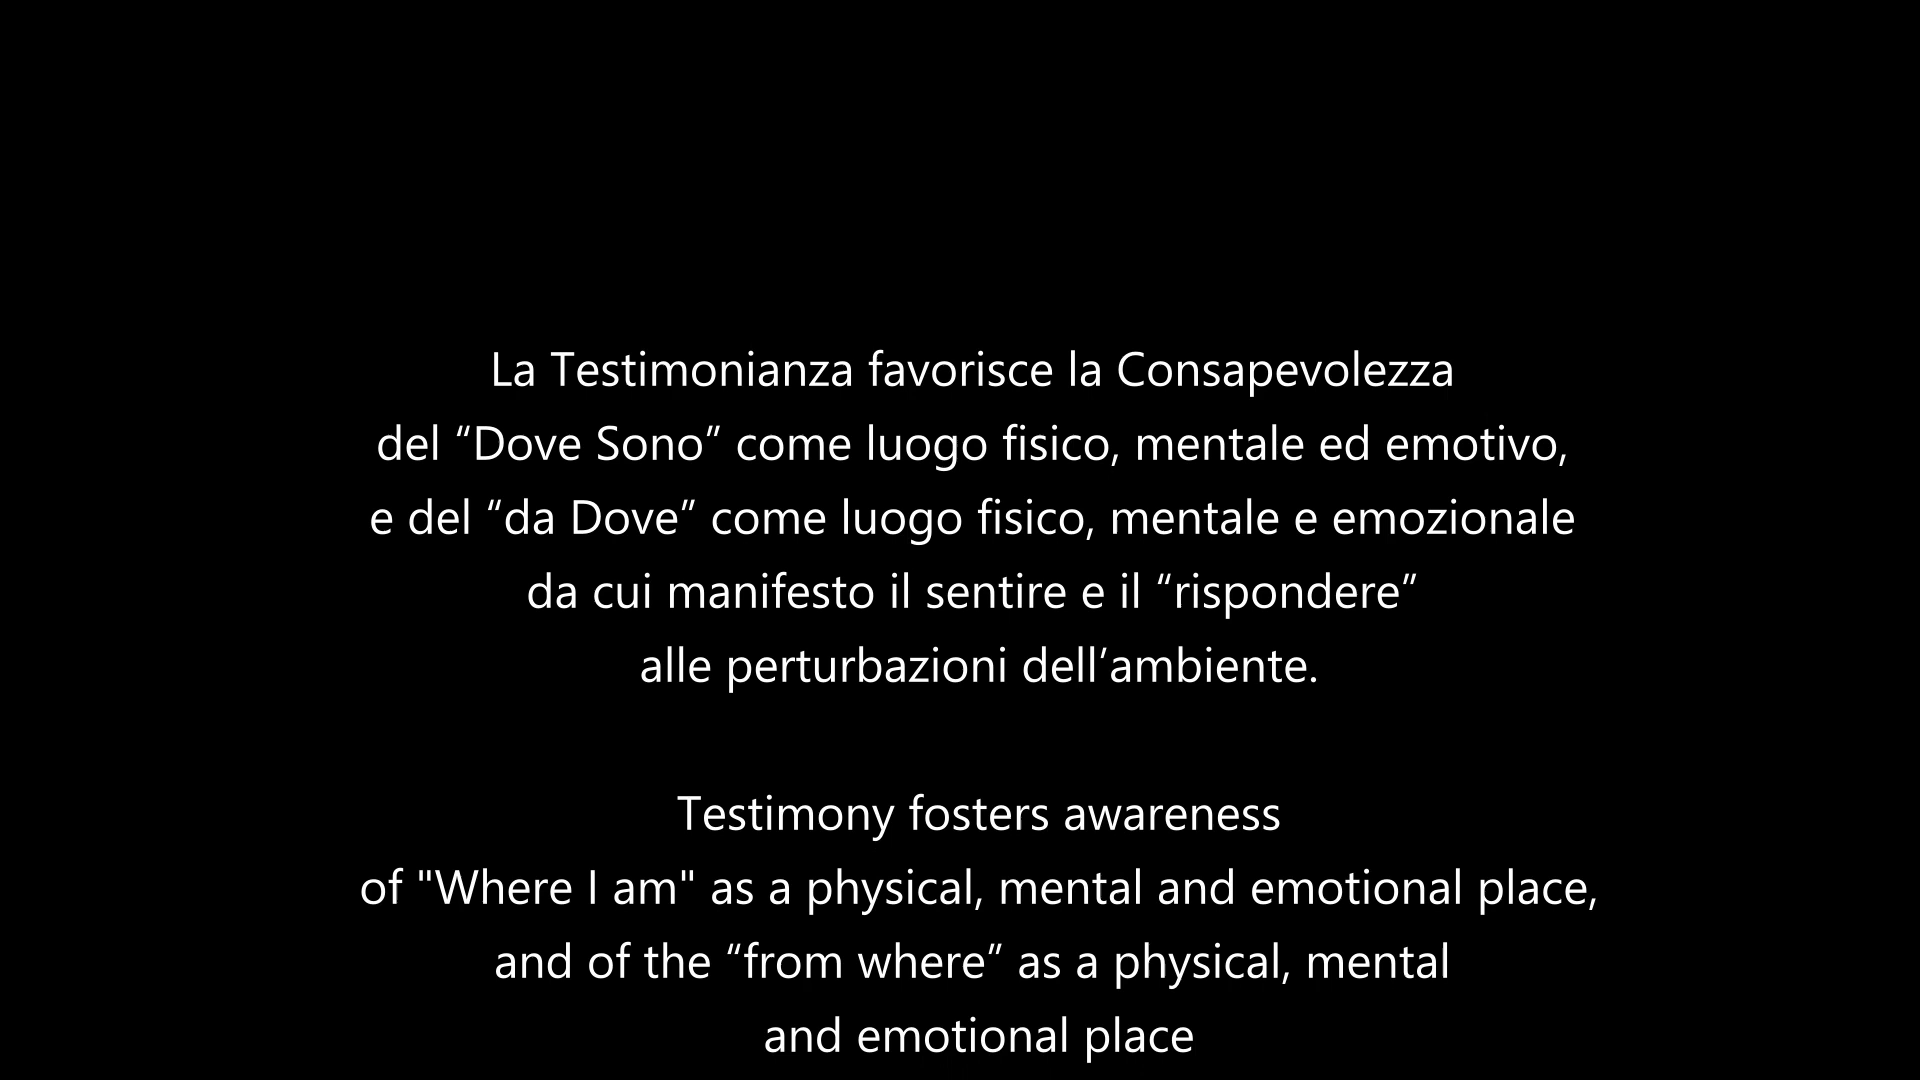 La Testimonianza favorisce la Consapevolezza
del “Dove Sono” come luogo fisico, mentale ed emotivo,
e del “da Dove” come luogo fisico, mentale e emozionale
da cui manifesto il sentire e il “rispondere”
alle perturbazioni dell’ambiente.
Testimony fosters awareness
of "Where I am" as a physical, mental and emotional place,
and of the “from where” as a physical, mental
and emotional place